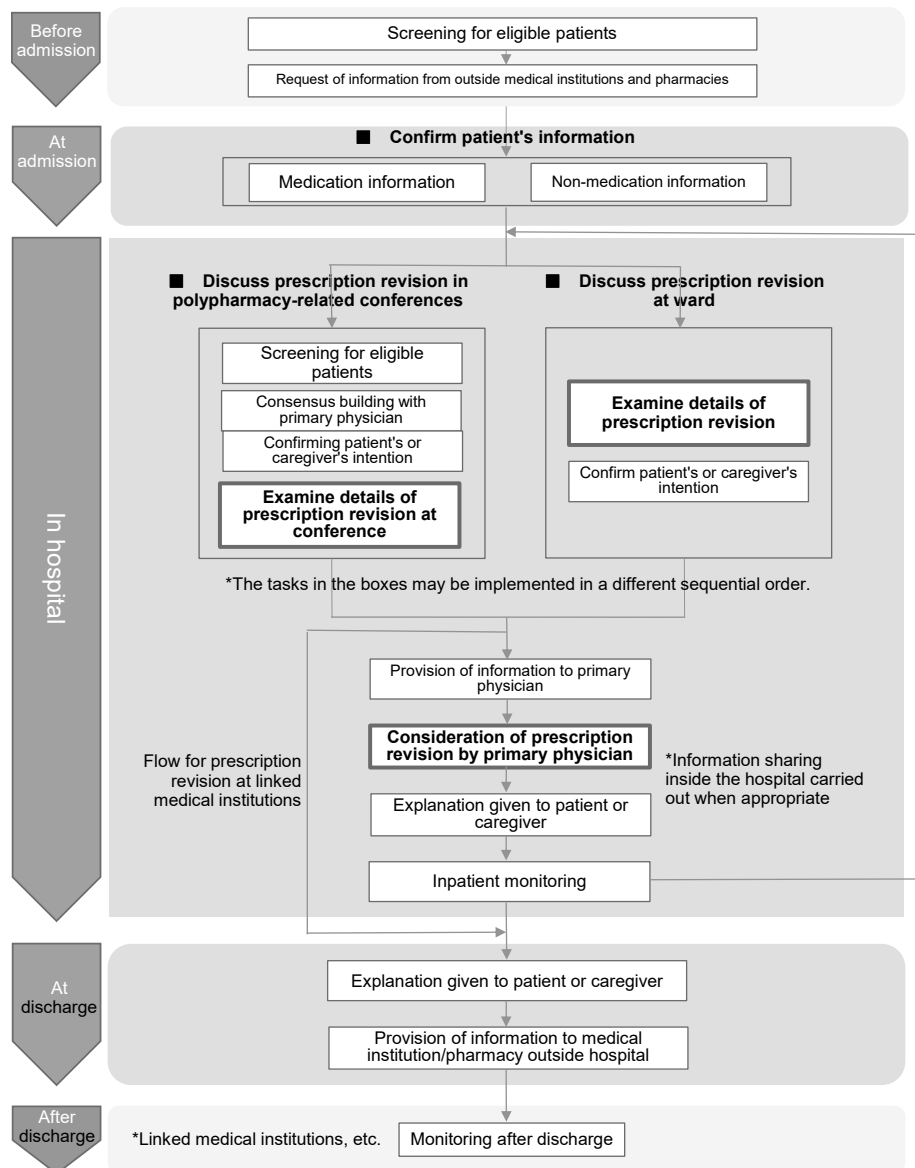 Before
admission
Screening for eligible patients
Request of information from outside medical institutions and pharmacies
At
admission
■ Confirm patient's information
Medication information
Non-medication information
In hospital
■ Discuss prescription revision in
polypharmacy-related conferences
■ Discuss prescription revision
at ward
Screening for eligible
patients
Consensus building with
primary physician
Confirming patient's or
caregiver's intention
Examine details of
prescription revision at
conference
Examine details of
prescription revision
Confirm patient's or caregiver's
intention
*The tasks in the boxes may be implemented in a different sequential order.
Provision of information to primary
physician
Consideration of prescription
revision by primary physician
Flow for prescription
revision at linked
medical institutions
*Information sharing
inside the hospital carried
out when appropriate
Explanation given to patient or
caregiver
Inpatient monitoring
At
discharge
Explanation given to patient or caregiver
Provision of information to medical
institution/pharmacy outside hospital
After
discharge
*Linked medical institutions, etc.
Monitoring after discharge